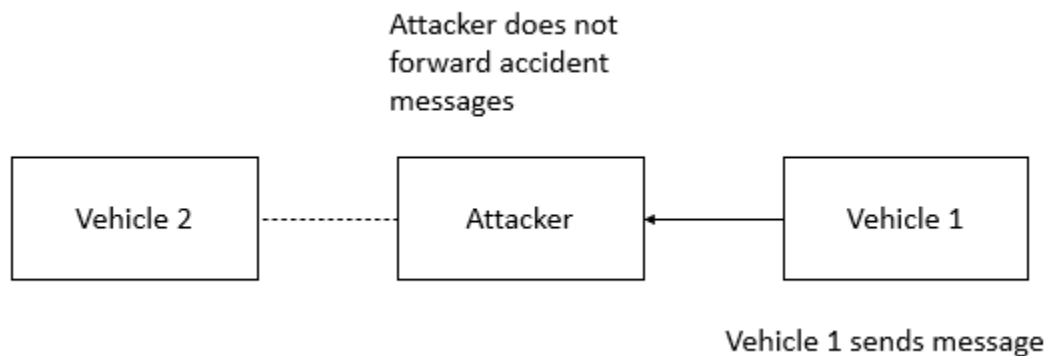 Attacker does not
forward accident
messages
Vehicle 2
Attacker
Vehicle 1
Vehicle 1 sends message